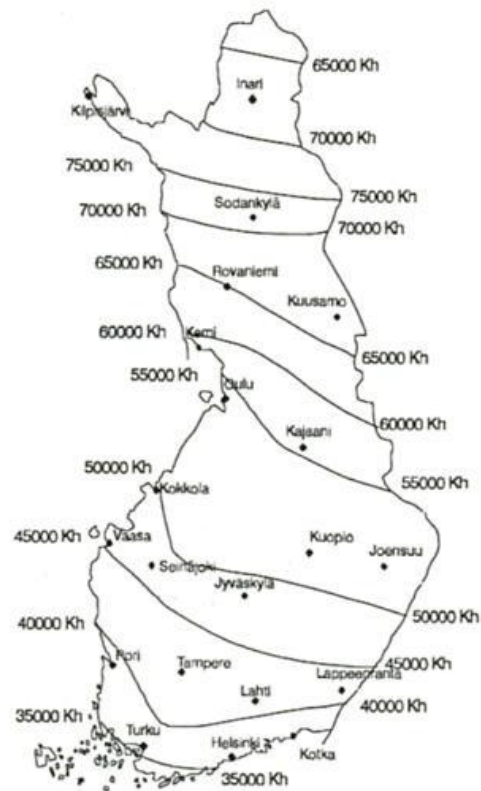 65000 Kh
Inari
Kilpisjärvi
70000 Kh
75000 Kh
75000 Kh
Sodankylä
70000 Kh
70000 Kh
65000 Kh
Rovaniemi
Kuusamo
60000 Kh
Kemi
65000 Kh
55000 Kh
Oulu
60000 Kh
Kajaani
50000 Kh
55000 Kh
Kokkola
45000 Kh
Vaasa
Kuopio
Joensuu
Seinäjoki
Jyväskylä
50000 Kh
40000 Kh
Pori
45000 Kh
Tampere
Lappeenranta
Lahti
40000 Kh
35000 Kh
Turku
Helsinki
Kotka
35000 Kh